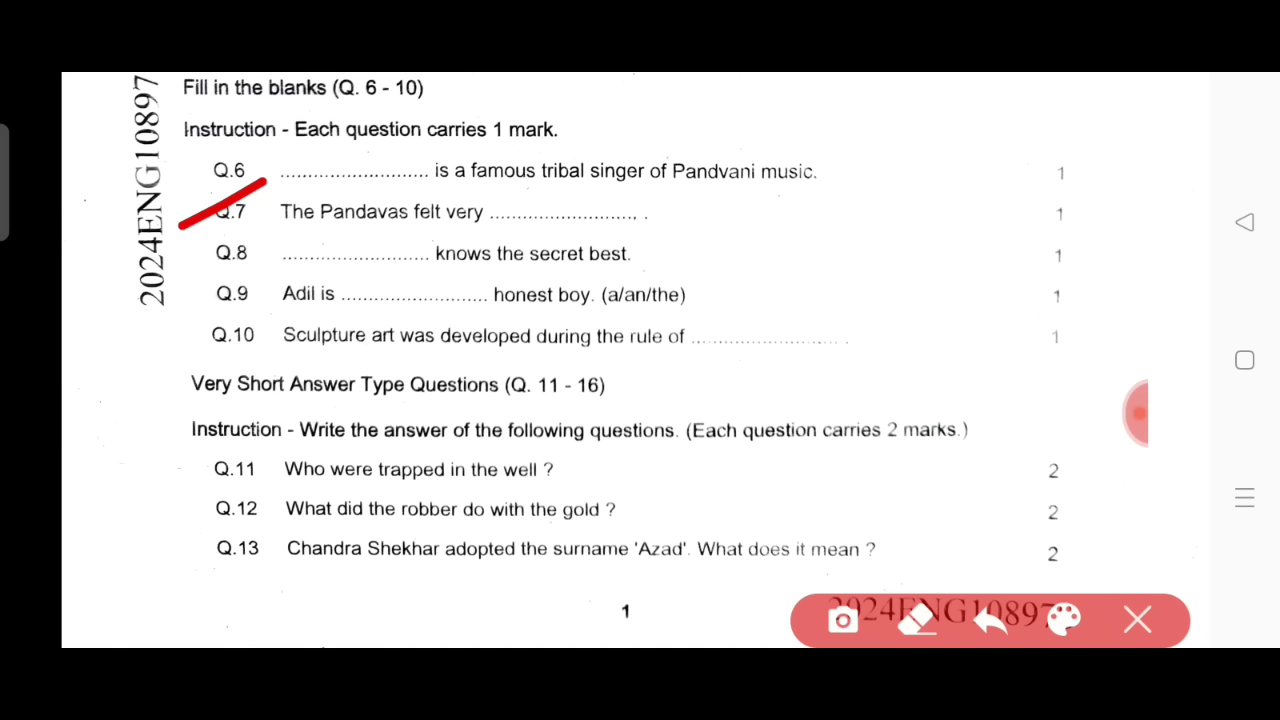 2024ENG10897
Fill in the blanks (Q. 6 - 10)
Instruction - Each question carries 1 mark.
Q.6 ........................... is a famous tribal singer of Pandvani music. 1
Q.7 The Pandavas felt very ........................... . 1
Q.8 ........................... knows the secret best. 1
Q.9 Adil is ........................... honest boy. (a/an/the) 1
Q.10 Sculpture art was developed during the rule of ........................... . 1
Very Short Answer Type Questions (Q. 11 - 16)
Instruction - Write the answer of the following questions. (Each question carries 2 marks.)
Q.11 Who were trapped in the well ? 2
Q.12 What did the robber do with the gold ? 2
Q.13 Chandra Shekhar adopted the surname 'Azad'. What does it mean ? 2
1
2024ENG10897